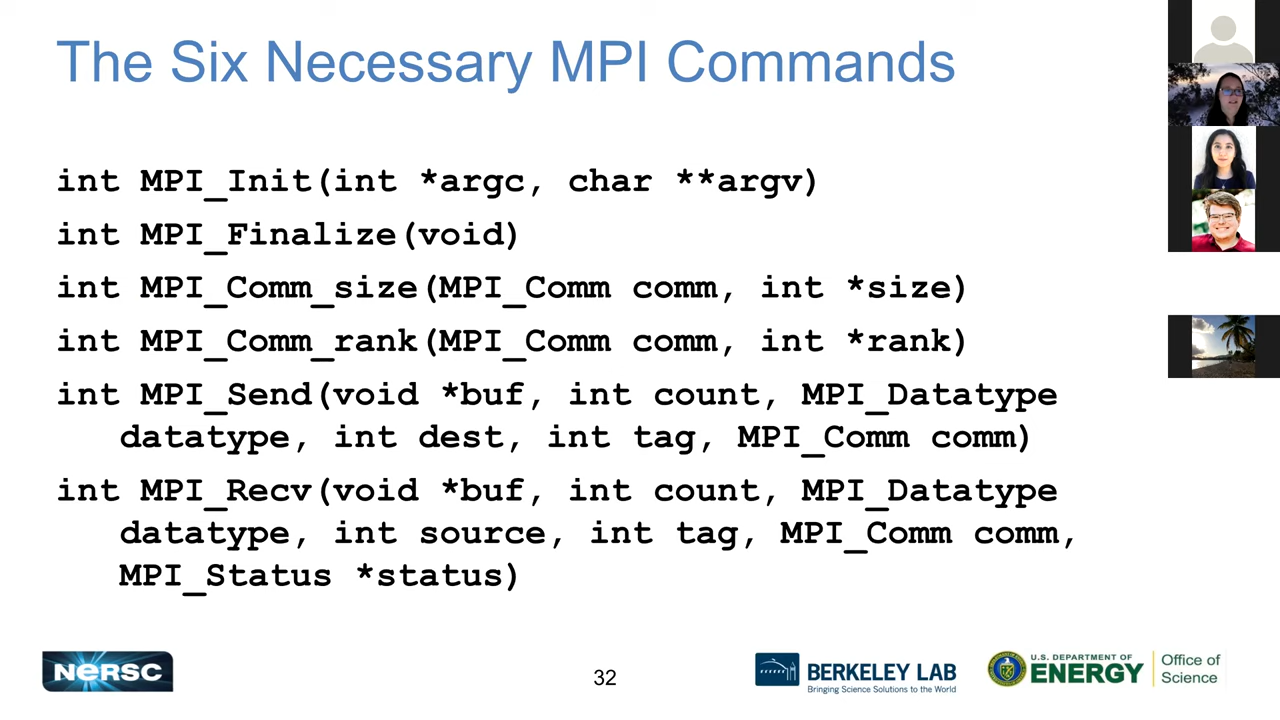 The Six Necessary MPI Commands
int MPI_Init(int *argc, char **argv)
int MPI_Finalize(void)
int MPI_Comm_size(MPI_Comm comm, int *size)
int MPI_Comm_rank(MPI_Comm comm, int *rank)
int MPI_Send(void *buf, int count, MPI_Datatype
datatype, int dest, int tag, MPI_Comm comm)
int MPI_Recv(void *buf, int count, MPI_Datatype
datatype, int source, int tag, MPI_Comm comm,
MPI_Status *status)
NERSC
32
BERKELEY LAB
Bringing Science Solutions to the World
U.S. DEPARTMENT OF
ENERGY
Office of
Science